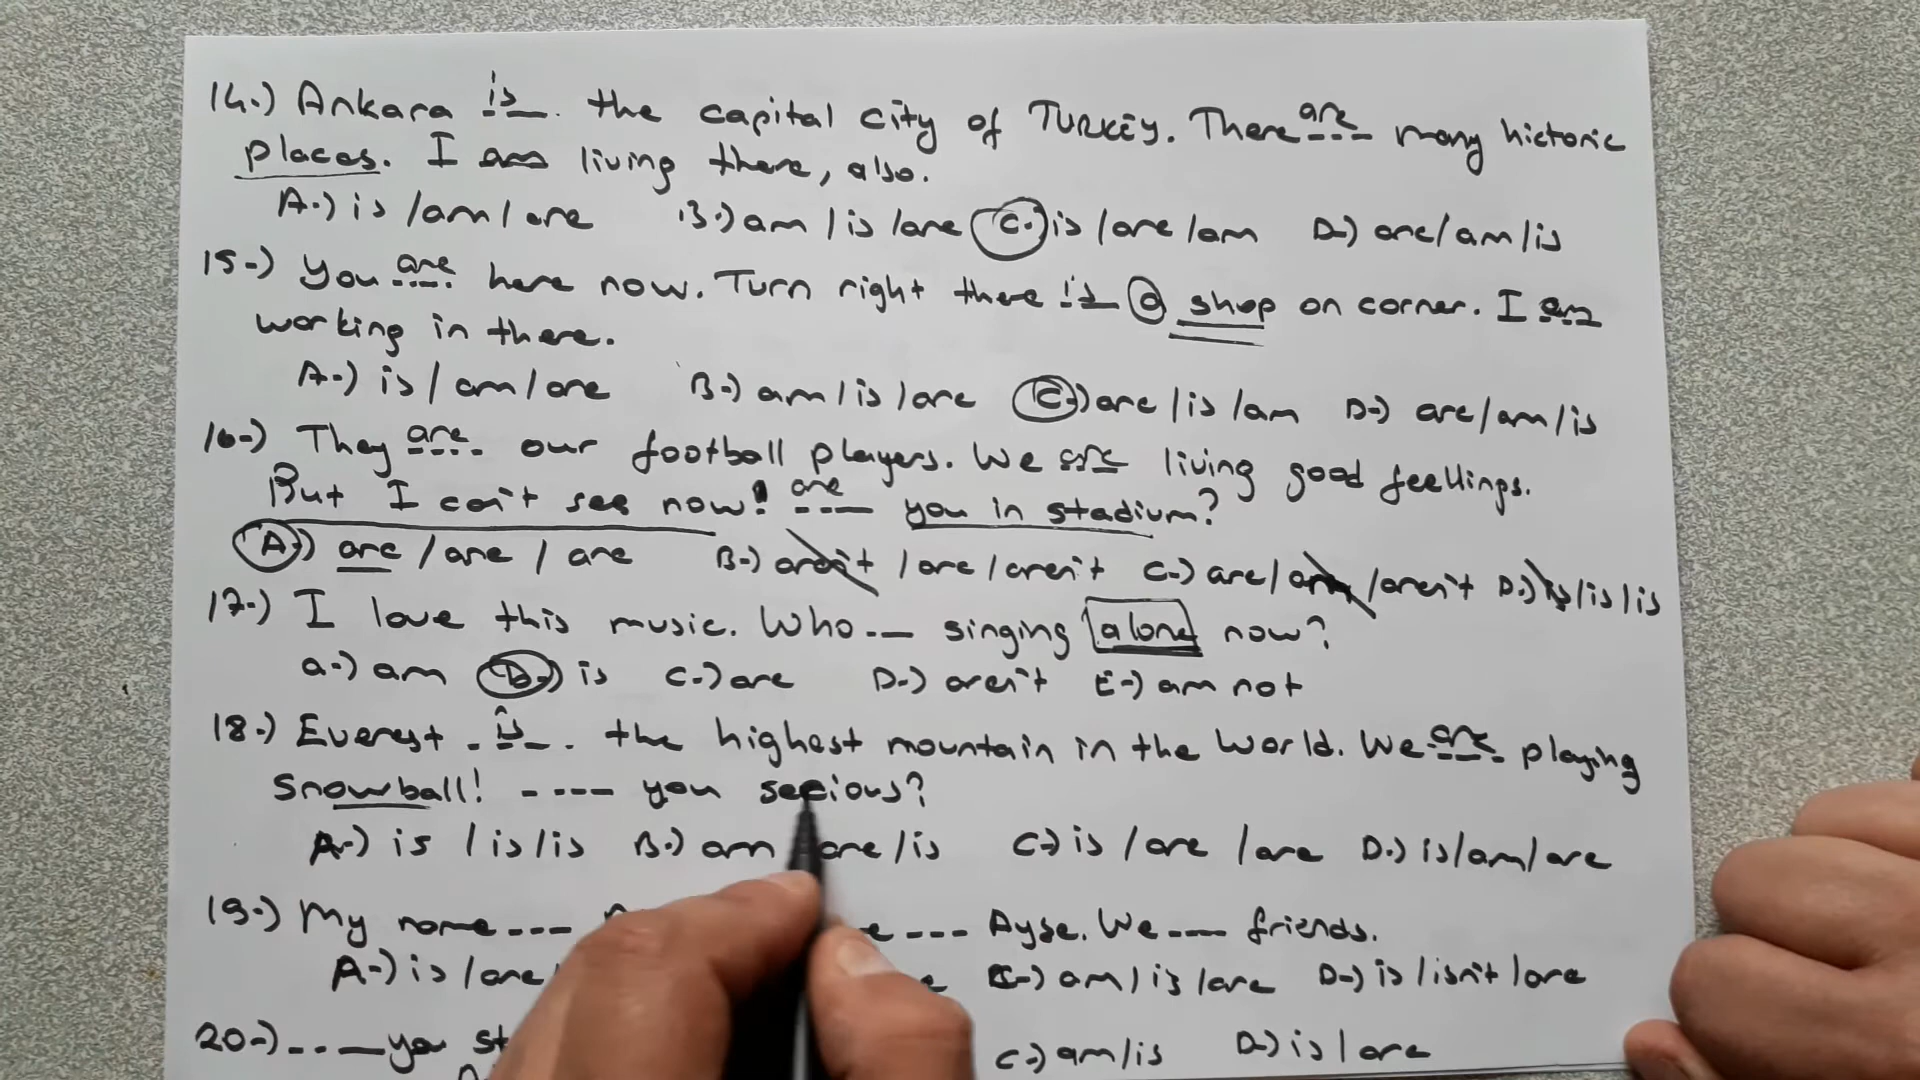 14.) Ankara is the capital city of TURKEY. There are many hictoric
places. I am living there, also.
A.) is /am / are B.) am / is /are C.) is /are /am D.) are/am/is
15.) You are here now. Turn right there is a shop on corner. I am
working in there.
A.) is / am / are B.) am / is / are C.) are / is /am D.) are/am/is
16.) They are our football players. We are living good feellings.
But I can't see now! are you in stadium?
A.) are / are / are B.) aren't / are / aren't C.) are / /aren't D.) is/is/is
17.) I love this music. Who --- singing alone now?
a.) am b.) is c.) are D.) aren't E.) am not
18.) Everest is the highest mountain in the world. We are playing
snowball! ---- you serious?
A.) is / is / is B.) am are /is C.) is / are / are D.) is/am/are
19.) My name --- --- Ayşe. We --- friends.
A.) is /are C.) am / is /are D.) is / isn't / are
20.) ---- you
C.) am/is D.) is / are